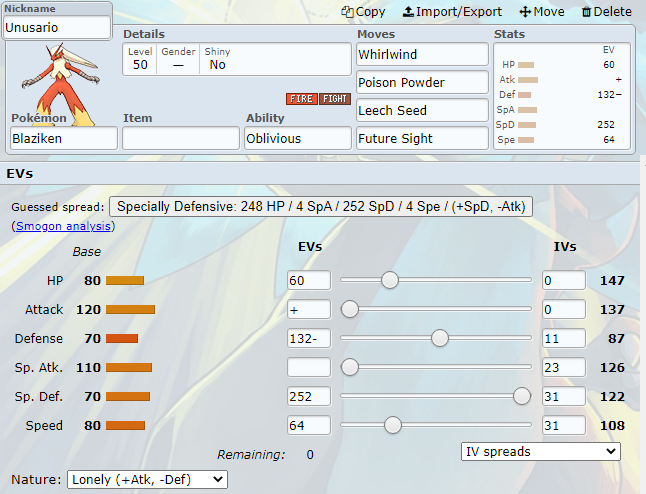 Nickname
Unusario
Copy Import/Export Move Delete
Details
Level Gender Shiny
50 — No
FIRE FIGHT
Pokémon Item Ability
Blaziken Oblivious
Moves
Whirlwind
Poison Powder
Leech Seed
Future Sight
Stats
EV
HP 60
Atk +
Def 132−
SpA
SpD 252
Spe 64
EVs
Guessed spread: Specially Defensive: 248 HP / 4 SpA / 252 SpD / 4 Spe / (+SpD, -Atk)
(Smogon analysis)
Base EVs IVs
HP 80 60 0 147
Attack 120 + 0 137
Defense 70 132- 11 87
Sp. Atk. 110 23 126
Sp. Def. 70 252 31 122
Speed 80 64 31 108
Remaining: 0 IV spreads
Nature: Lonely (+Atk, -Def)